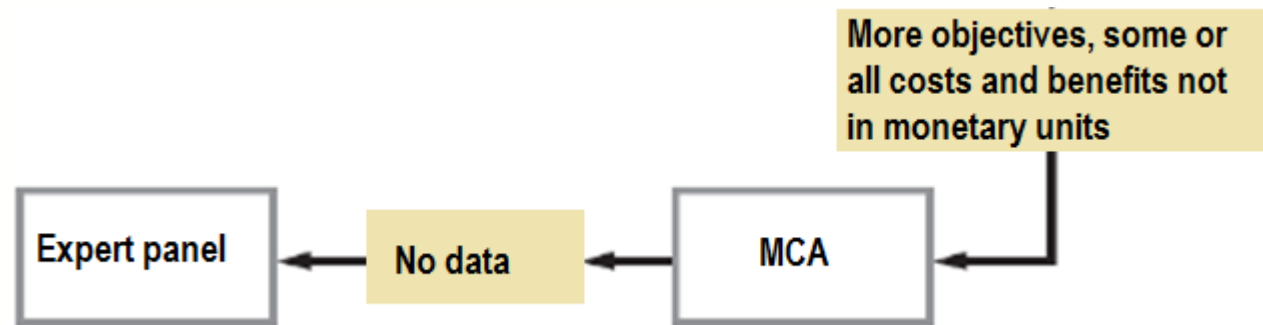 More objectives, some or
all costs and benefits not
in monetary units
Expert panel
No data
MCA